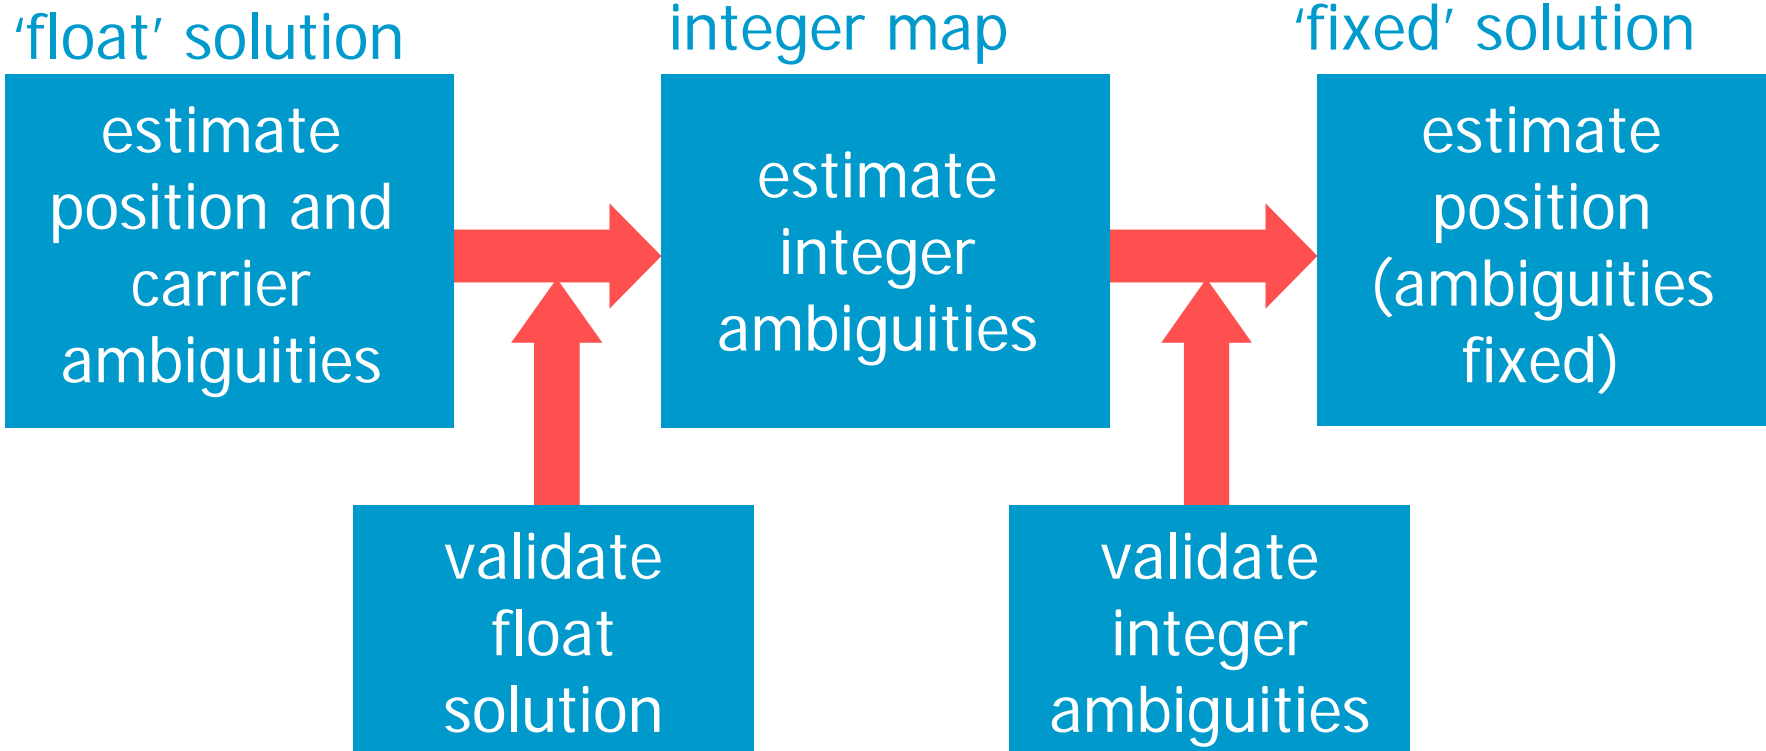 ‘float’ solution
estimate
position and
carrier
ambiguities
integer map
estimate
integer
ambiguities
‘fixed’ solution
estimate
position
(ambiguities
fixed)
validate
float
solution
validate
integer
ambiguities